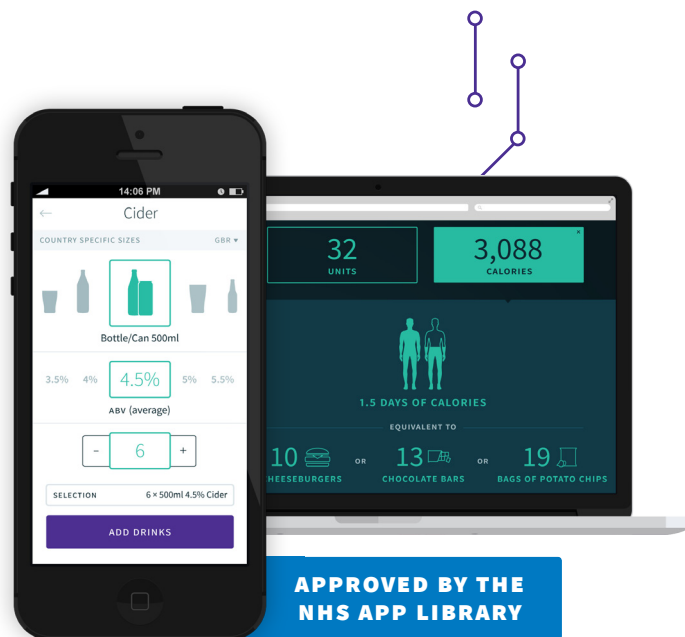 14:06 PM
Cider
COUNTRY SPECIFIC SIZES GBR
Bottle/Can 500ml
3.5% 4% 4.5% 5% 5.5%
ABV (average)
- 6 +
SELECTION 6 × 500ml 4.5% Cider
ADD DRINKS
32
UNITS
3,088
CALORIES
1.5 DAYS OF CALORIES
EQUIVALENT TO
10 OR 13 OR 19
HEESEBURGERS CHOCOLATE BARS BAGS OF POTATO CHIPS
APPROVED BY THE
NHS APP LIBRARY